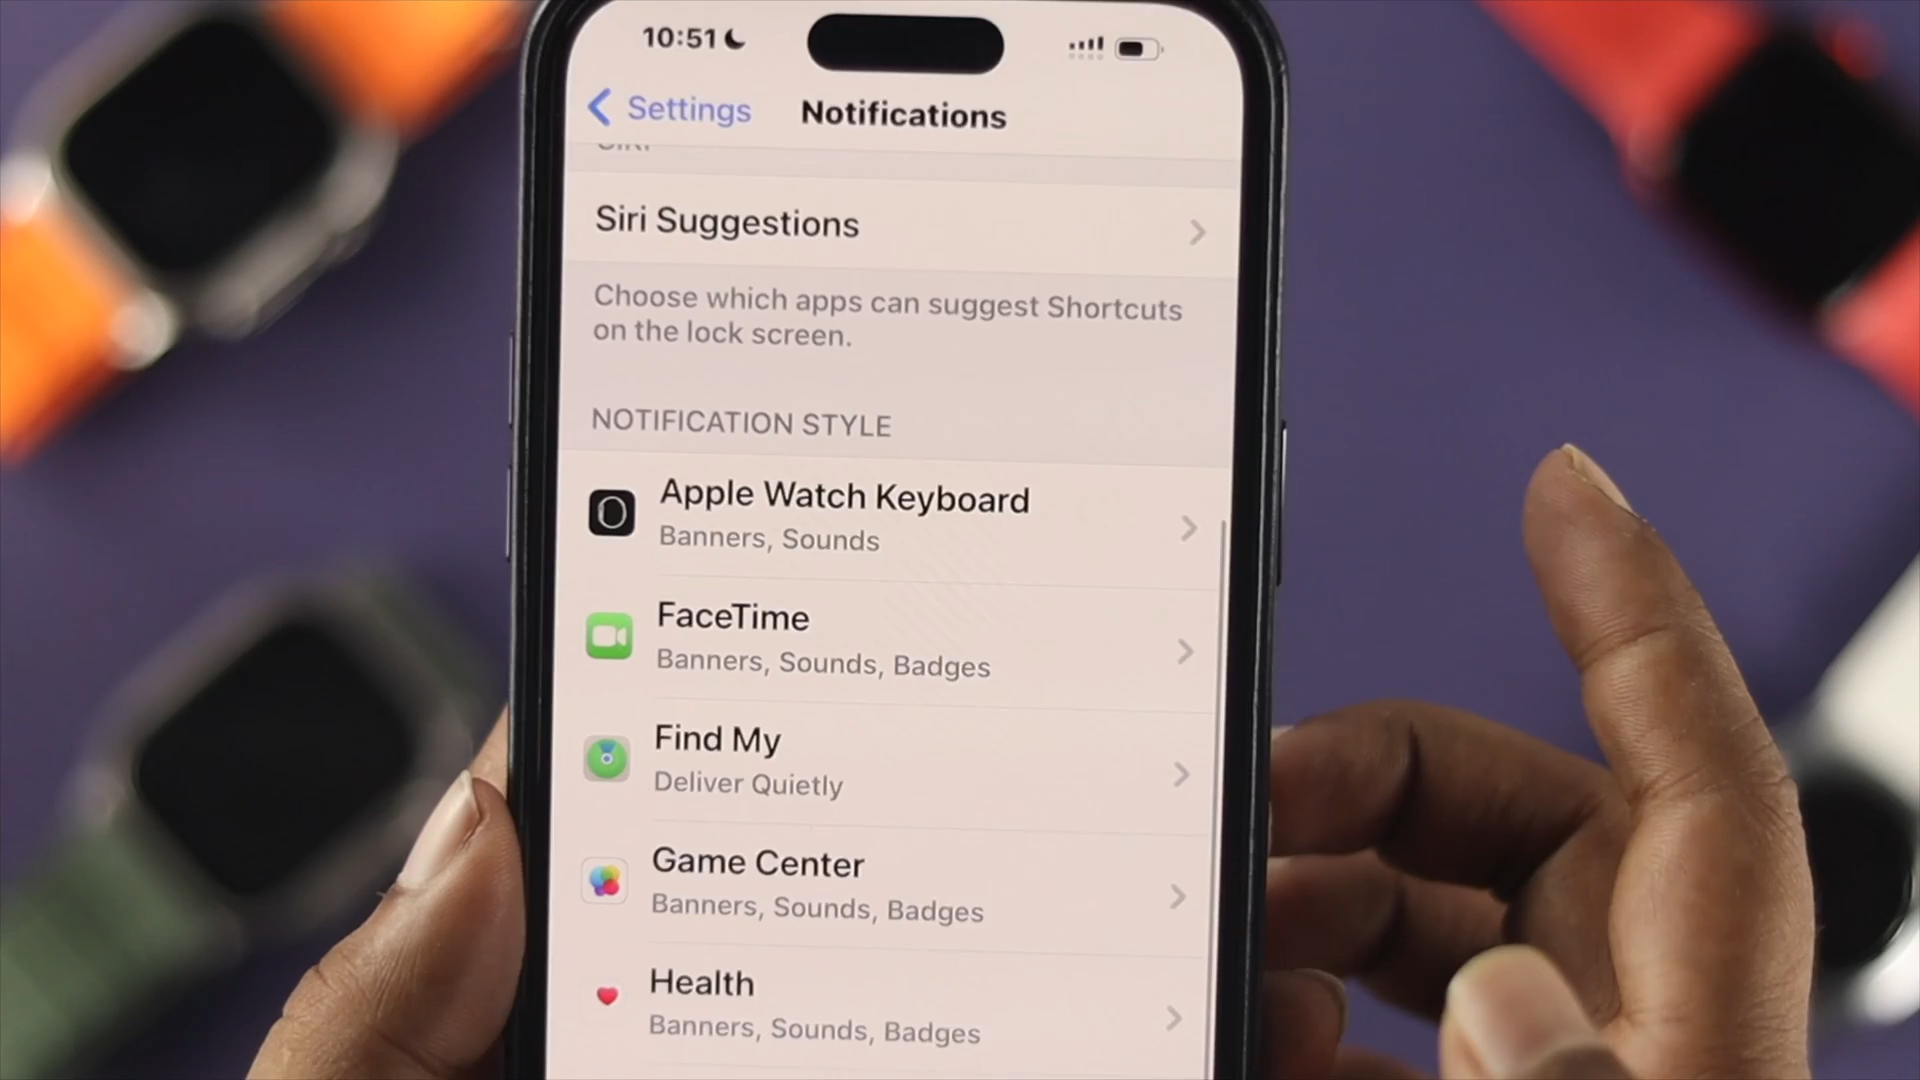 10:51
Settings
Notifications
SIRI
Siri Suggestions
Choose which apps can suggest Shortcuts
on the lock screen.
NOTIFICATION STYLE
Apple Watch Keyboard
Banners, Sounds
FaceTime
Banners, Sounds, Badges
Find My
Deliver Quietly
Game Center
Banners, Sounds, Badges
Health
Banners, Sounds, Badges